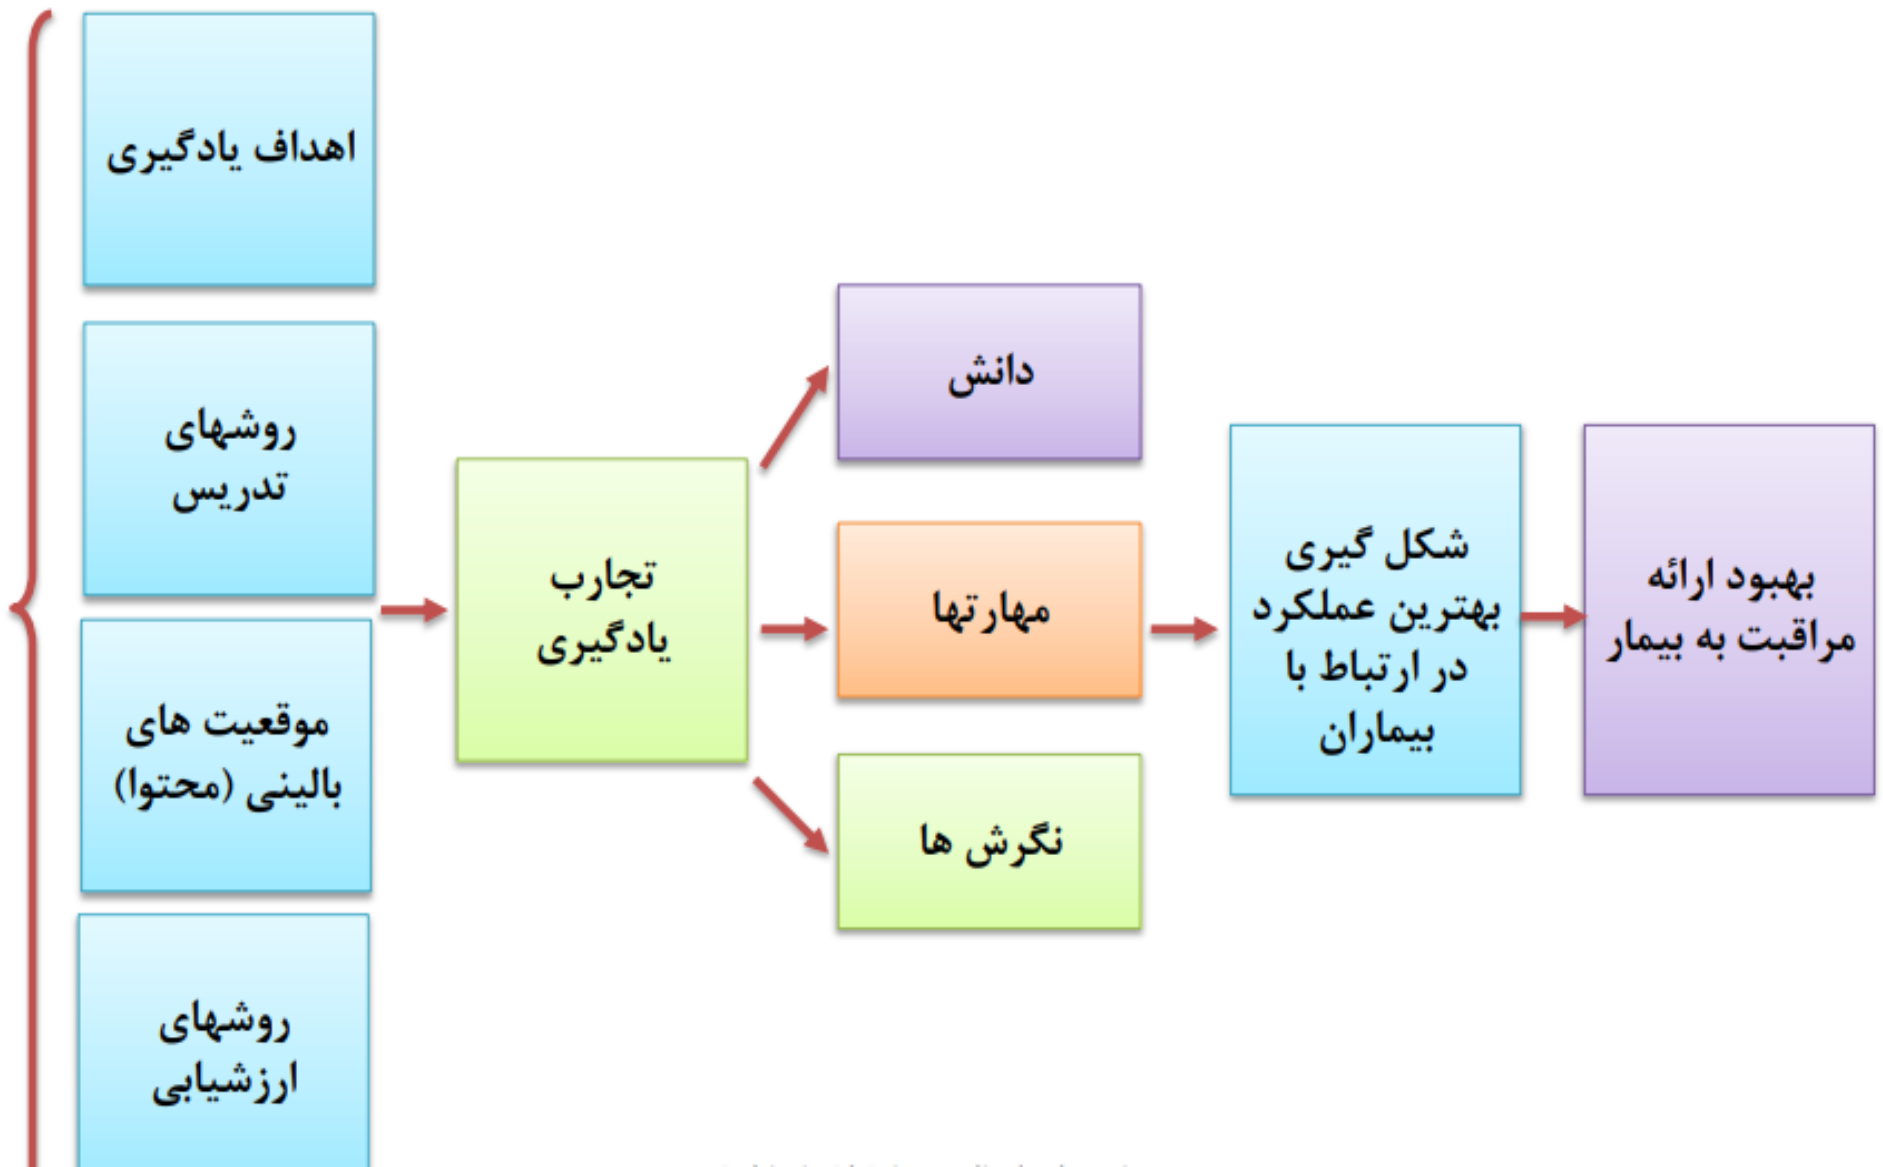 اهداف یادگیری
روشهای
تدریس
موقعیت های
بالینی (محتوا)
روشهای
ارزشیابی
تجارب
یادگیری
دانش
مهارتها
نگرش ها
شکل گیری
بهترین عملکرد
در ارتباط با
بیماران
بهبود ارائه
مراقبت به بیمار